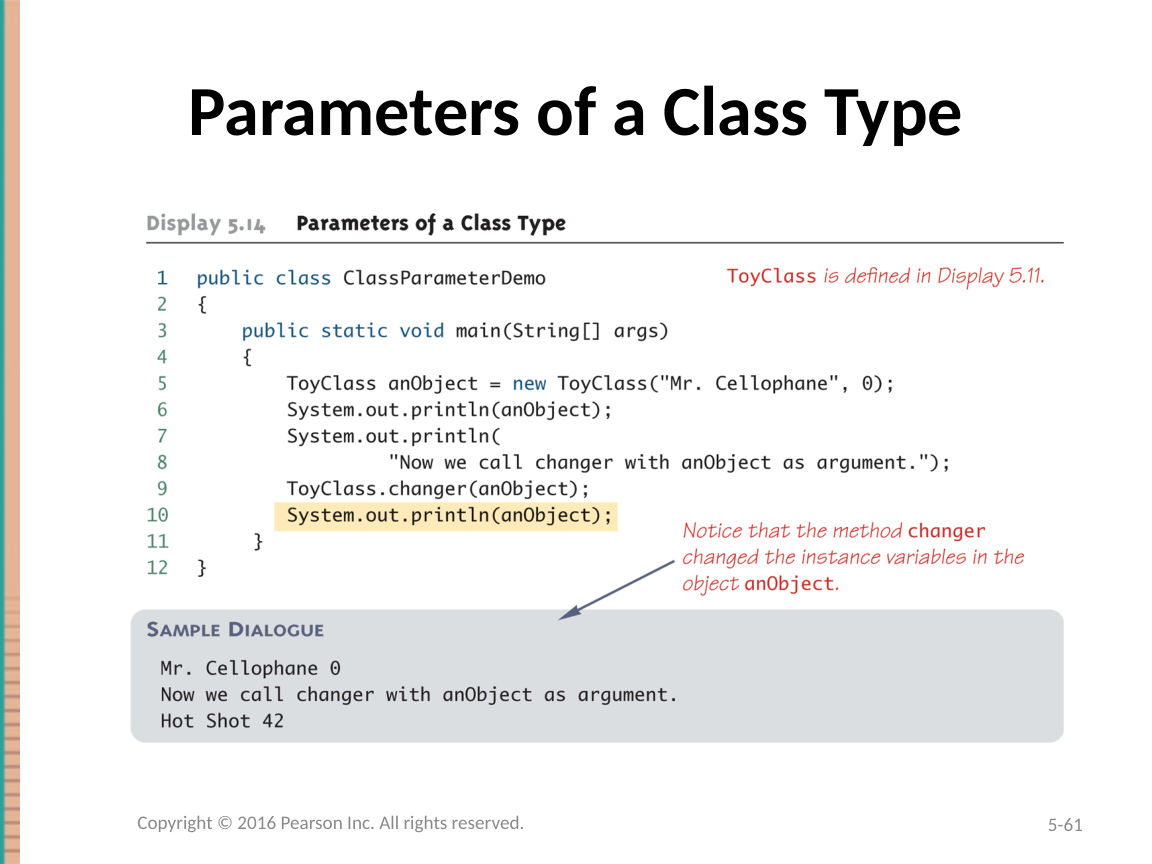 Parameters of a Class Type
Display 5.14 Parameters of a Class Type
1 public class ClassParameterDemo
ToyClass is defined in Display 5.11.
2 {
3 public static void main(String[] args)
4 {
5 ToyClass anObject = new ToyClass("Mr. Cellophane", 0);
6 System.out.println(anObject);
7 System.out.println(
8 "Now we call changer with anObject as argument.");
9 ToyClass.changer(anObject);
10 System.out.println(anObject);
11 }
12 }
Notice that the method changer
changed the instance variables in the
object anObject.
Sample Dialogue
Mr. Cellophane 0
Now we call changer with anObject as argument.
Hot Shot 42
Copyright © 2016 Pearson Inc. All rights reserved.
5-61